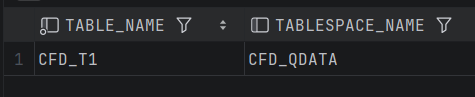 TABLE_NAME TABLESPACE_NAME
1 CFD_T1 CFD_QDATA